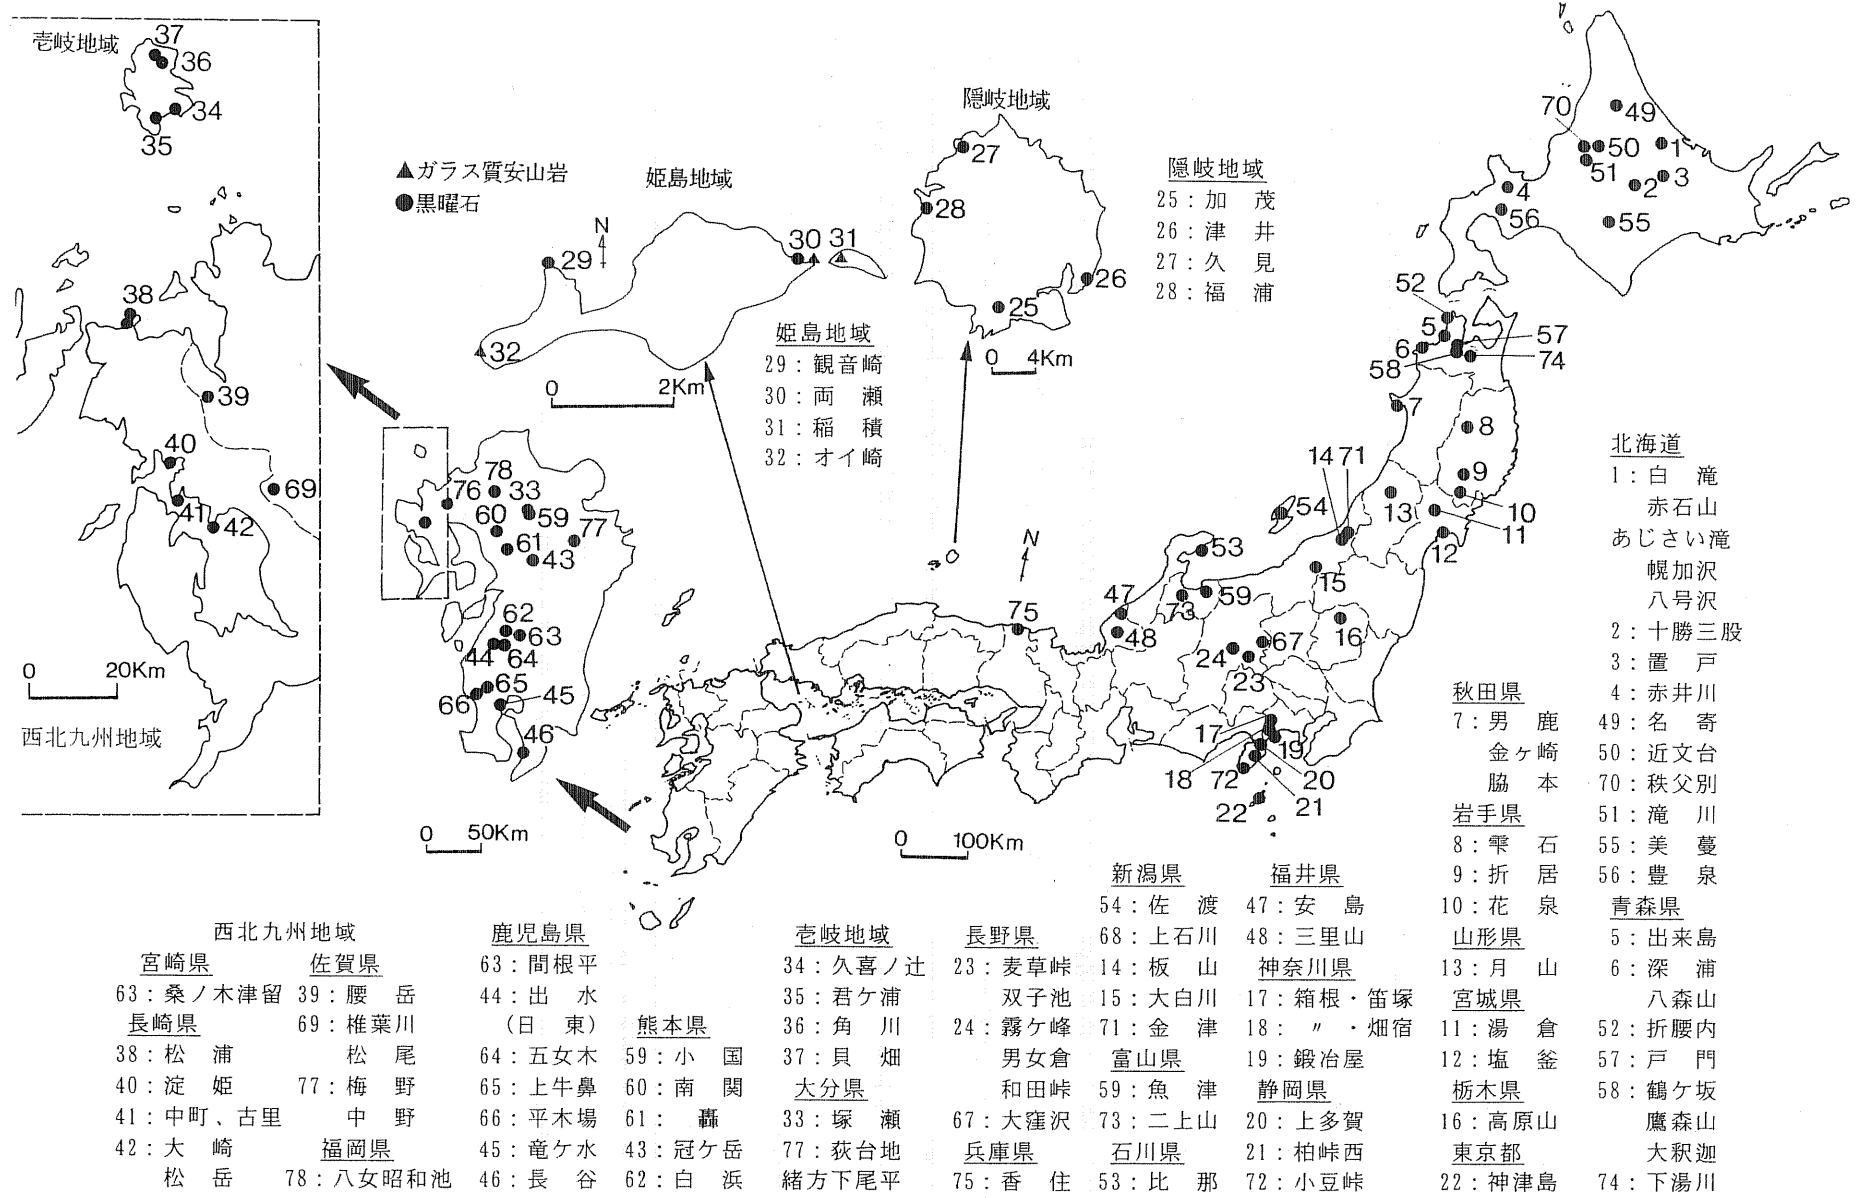 壱岐地域
37
36
34
35
38
39
40
41
42
69
0 20Km
西北九州地域
▲ガラス質安山岩
●黒曜石
姫島地域
N
29
30
31
32
0 2Km
姫島地域
29：観音崎
30：両 瀬
31：稲 積
32：オイ崎
隠岐地域
27
28
26
25
0 4Km
隠岐地域
25：加 茂
26：津 井
27：久 見
28：福 浦
78
76
33
59
77
60
61
43
62
63
44
64
65
66
45
46
0 50Km
N
75
0 100Km
70
49
50
1
51
2
3
4
56
55
52
5
57
6
58
74
7
8
9
10
11
12
13
14
71
54
53
15
47
48
73
59
16
67
24
23
17
19
18
72
20
21
22
北海道
1：白 滝
赤石山
あじさい滝
幌加沢
八号沢
2：十勝三股
3：置 戸
4：赤井川
49：名 寄
50：近文台
70：秩父別
51：滝 川
55：美 蔓
56：豊 泉
青森県
5：出来島
6：深 浦
八森山
52：折腰内
57：戸 門
58：鶴ケ坂
鷹森山
大釈迦
74：下湯川
秋田県
7：男 鹿
金ヶ崎
脇 本
岩手県
8：雫 石
9：折 居
10：花 泉
山形県
13：月 山
宮城県
11：湯 倉
12：塩 釜
栃木県
16：高原山
東京都
22：神津島
福井県
47：安 島
48：三里山
神奈川県
17：箱根・笛塚
18： 〃 ・畑宿
19：鍛冶屋
静岡県
20：上多賀
21：柏峠西
72：小豆峠
新潟県
54：佐 渡
68：上石川
14：板 山
15：大白川
71：金 津
富山県
59：魚 津
73：二上山
石川県
53：比 那
長野県
23：麦草峠
双子池
24：霧ケ峰
男女倉
和田峠
67：大窪沢
兵庫県
75：香 住
壱岐地域
34：久喜ノ辻
35：君ケ浦
36：角 川
37：貝 畑
大分県
33：塚 瀬
77：荻台地
緒方下尾平
熊本県
59：小 国
60：南 関
61： 轟
43：冠ケ岳
62：白 浜
鹿児島県
63：間根平
44：出 水
（日 東）
64：五女木
65：上牛鼻
66：平木場
45：竜ケ水
46：長 谷
西北九州地域
宮崎県
63：桑ノ木津留
長崎県
38：松 浦
40：淀 姫
41：中町、古里
42：大 崎
松 岳
佐賀県
39：腰 岳
69：椎葉川
松 尾
77：梅 野
中 野
福岡県
78：八女昭和池